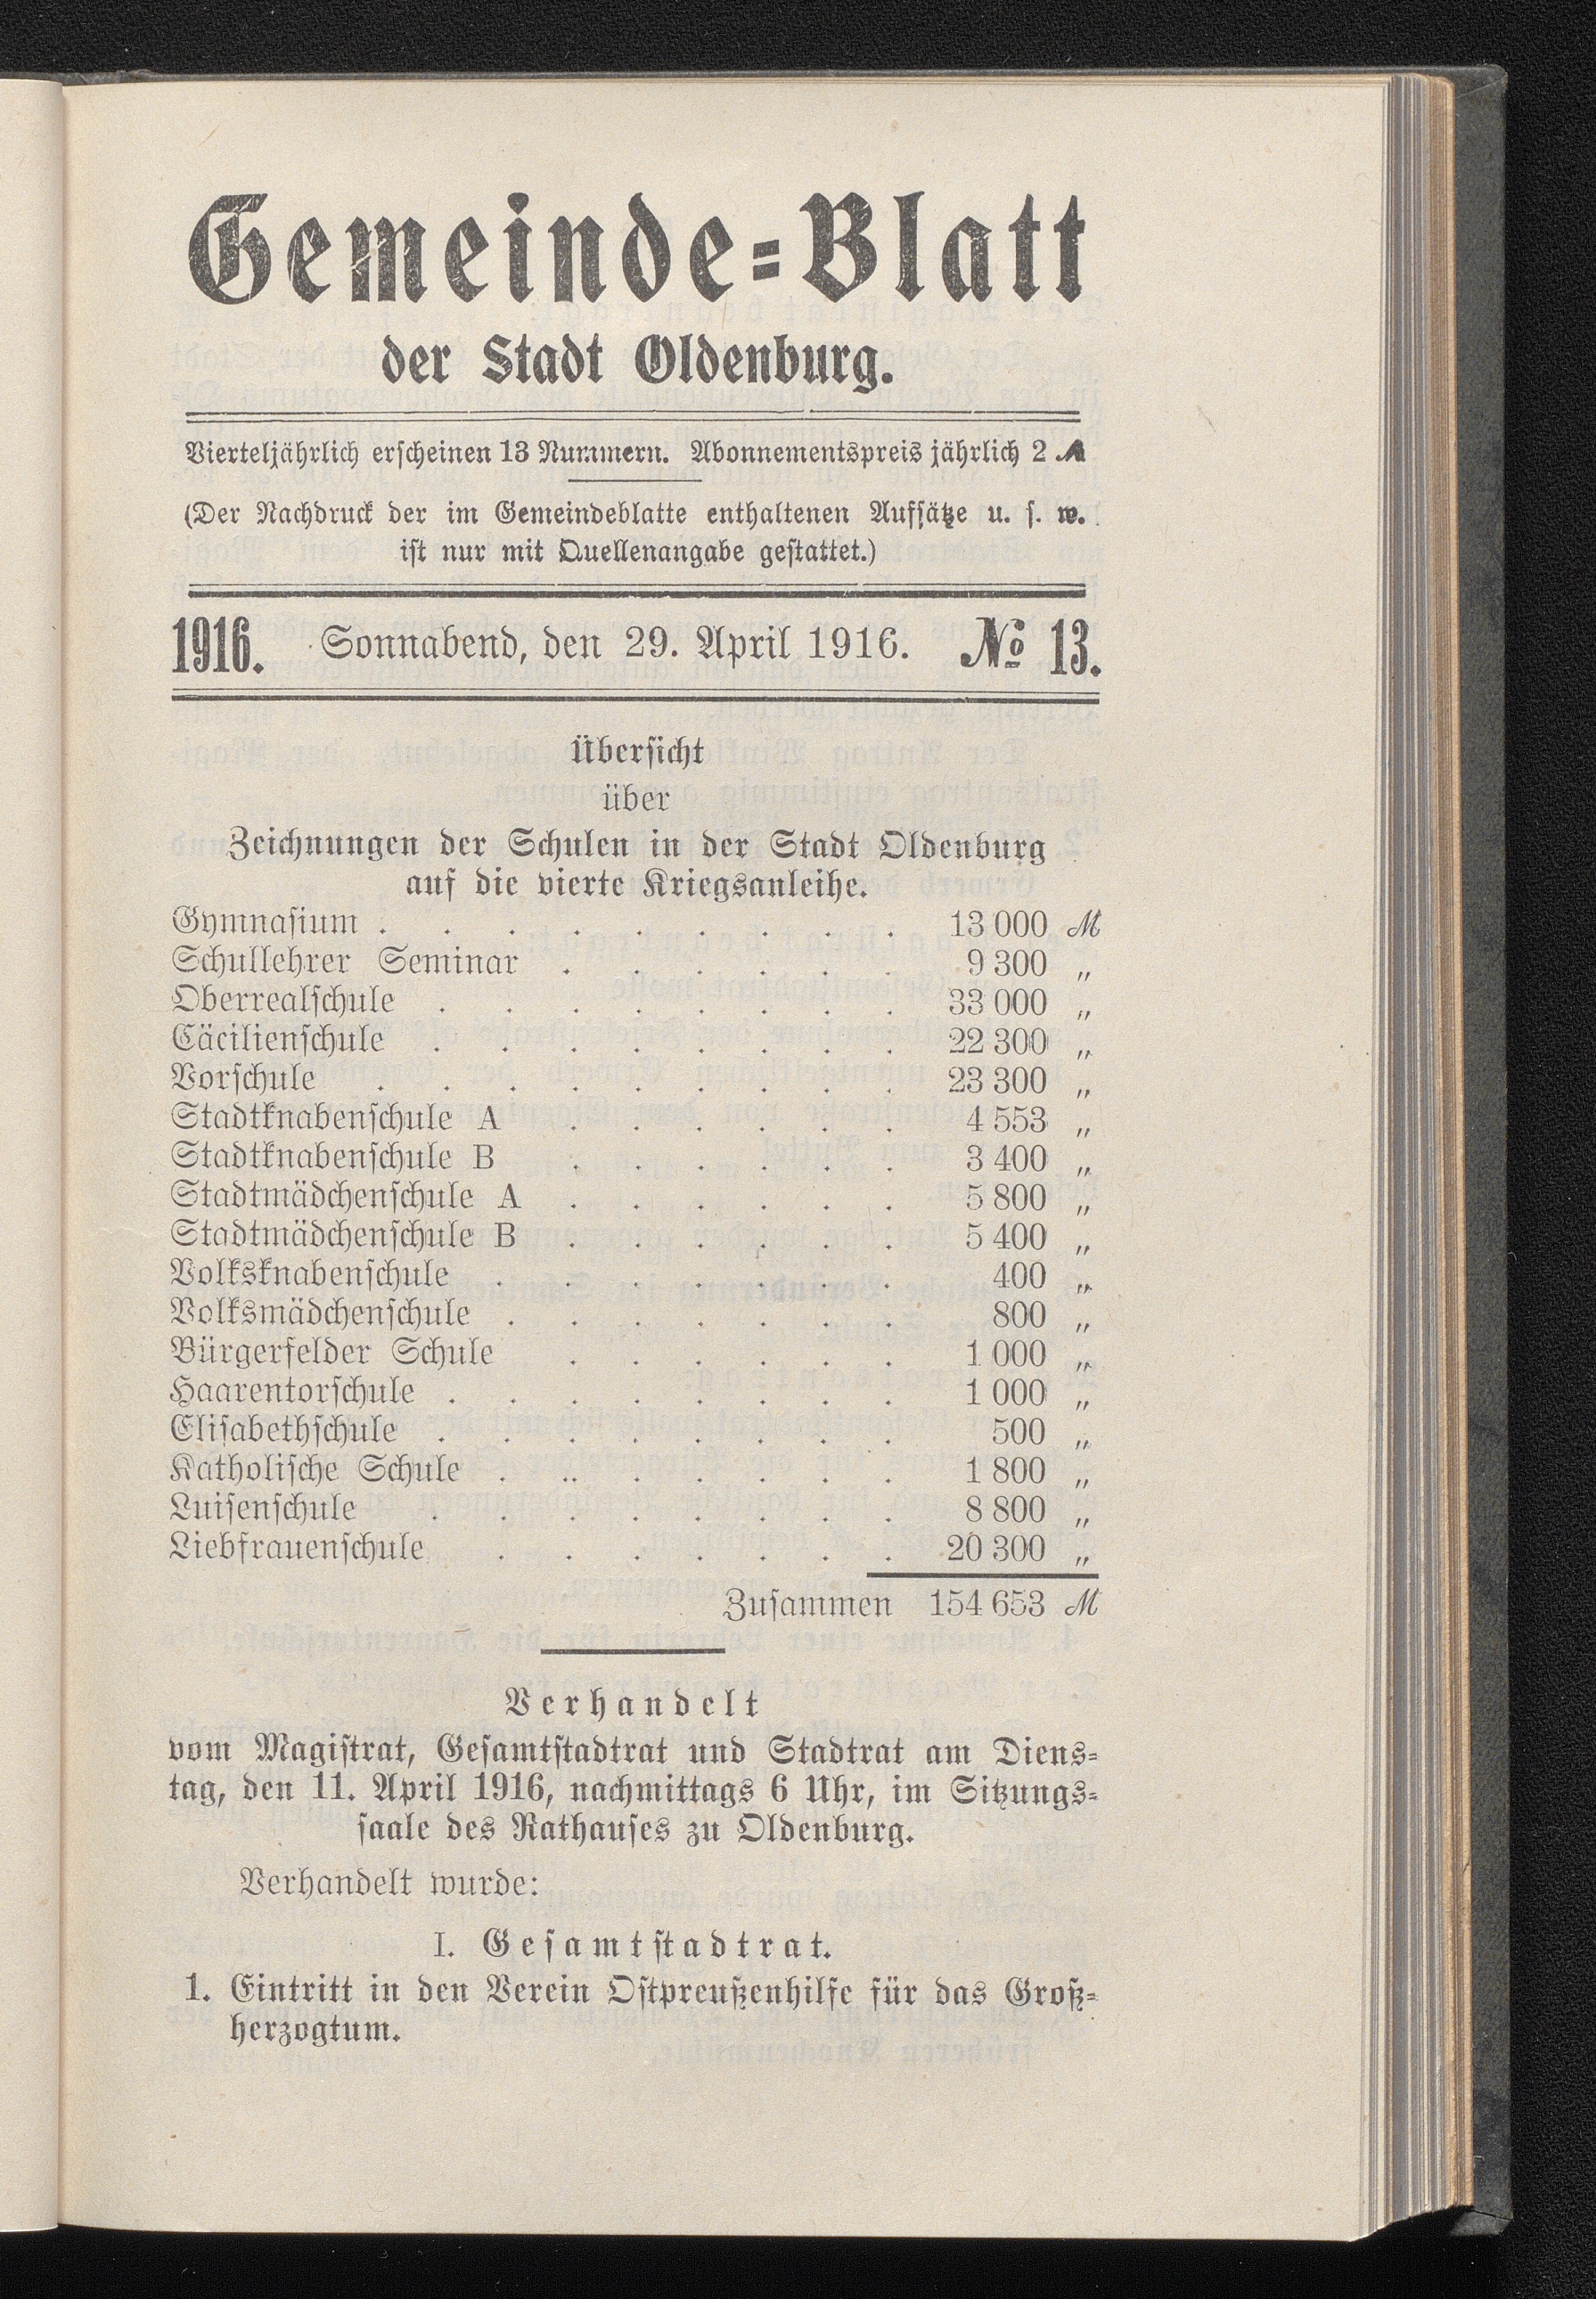 Gemeinde-Blatt
der Stadt Oldenburg.
Vierteljährlich erscheinen 13 Nummern. Abonnementspreis jährlich 2 ℳ
(Der Nachdruck der im Gemeindeblatte enthaltenen Aufsätze u. s. w.
ist nur mit Quellenangabe gestattet.)
1916. Sonnabend, den 29. April 1916. № 13.
Übersicht
über
Zeichnungen der Schulen in der Stadt Oldenburg
auf die vierte Kriegsanleihe.
Gymnasium . . . . . . . . . 13 000 ℳ
Schullehrer Seminar . . . . . . 9 300 „
Oberrealschule . . . . . . . . 33 000 „
Cäcilienschule . . . . . . . . 22 300 „
Vorschule . . . . . . . . . 23 300 „
Stadtknabenschule A . . . . . . 4 553 „
Stadtknabenschule B . . . . . . 3 400 „
Stadtmädchenschule A . . . . . . 5 800 „
Stadtmädchenschule B . . . . . . 5 400 „
Volksknabenschule . . . . . . . 400 „
Volksmädchenschule . . . . . . . 800 „
Bürgerfelder Schule . . . . . . 1 000 „
Haarentorschule . . . . . . . . 1 000 „
Elisabethschule . . . . . . . . 500 „
Katholische Schule . .. . . . . . 1 800 „
Luisenschule . . . . . . . . 8 800 „
Liebfrauenschule . . . . . . . 20 300 „
Zusammen 154 653 ℳ
Verhandelt
vom Magistrat, Gesamtstadtrat und Stadtrat am Diens-
tag, den 11. April 1916, nachmittags 6 Uhr, im Sitzungs-
saale des Rathauses zu Oldenburg.
Verhandelt wurde:
I. Gesamtstadtrat.
1. Eintritt in den Verein Ostpreußenhilfe für das Groß-
herzogtum.